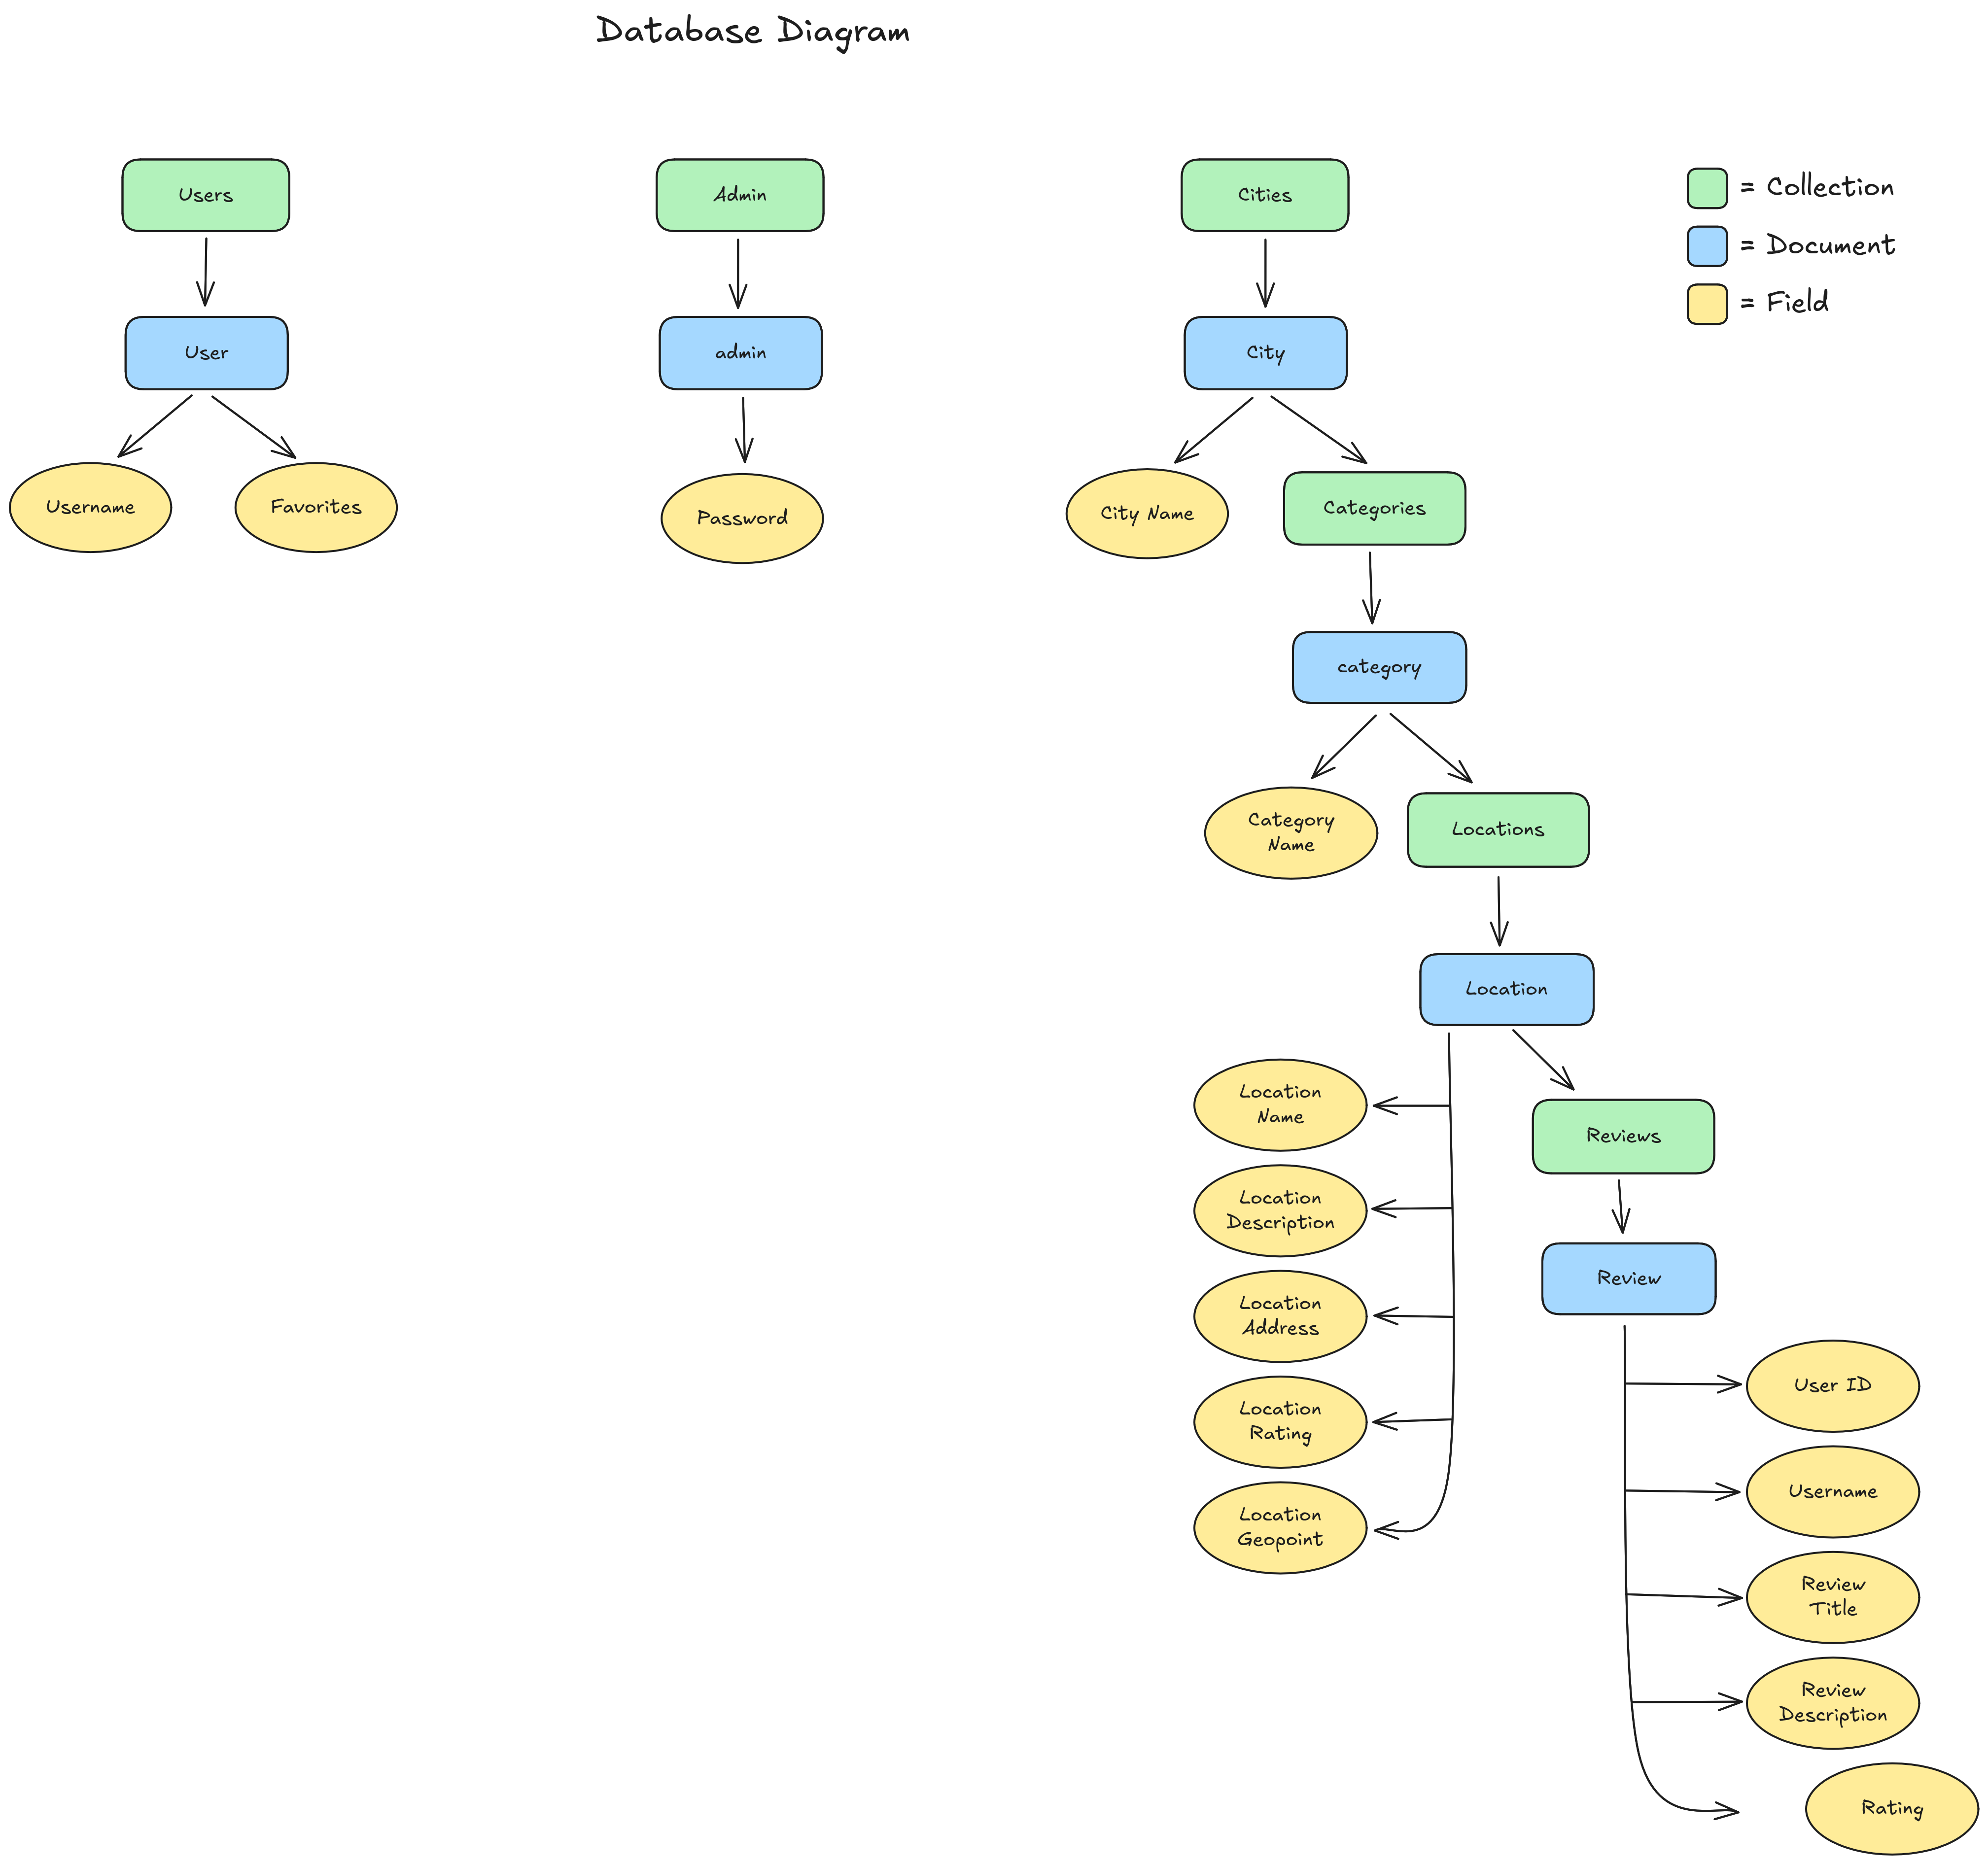 Database Diagram
Users
Admin
Cities
= Collection
= Document
= Field
User
admin
City
Username
Favorites
Password
City Name
Categories
category
Category
Name
Locations
Location
Location
Name
Reviews
Location
Description
Review
Location
Address
User ID
Location
Rating
Username
Location
Geopoint
Review
Title
Review
Description
Rating